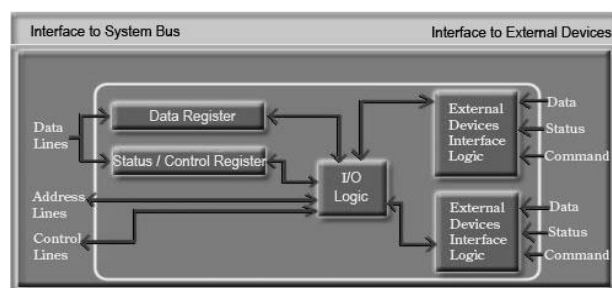 Interface to System Bus
Interface to External Devices
Data
Lines
Data Register
Status / Control Register
Address
Lines
Control
Lines
I/O
Logic
External
Devices
Interface
Logic
Data
Status
Command
External
Devices
Interface
Logic
Data
Status
Command